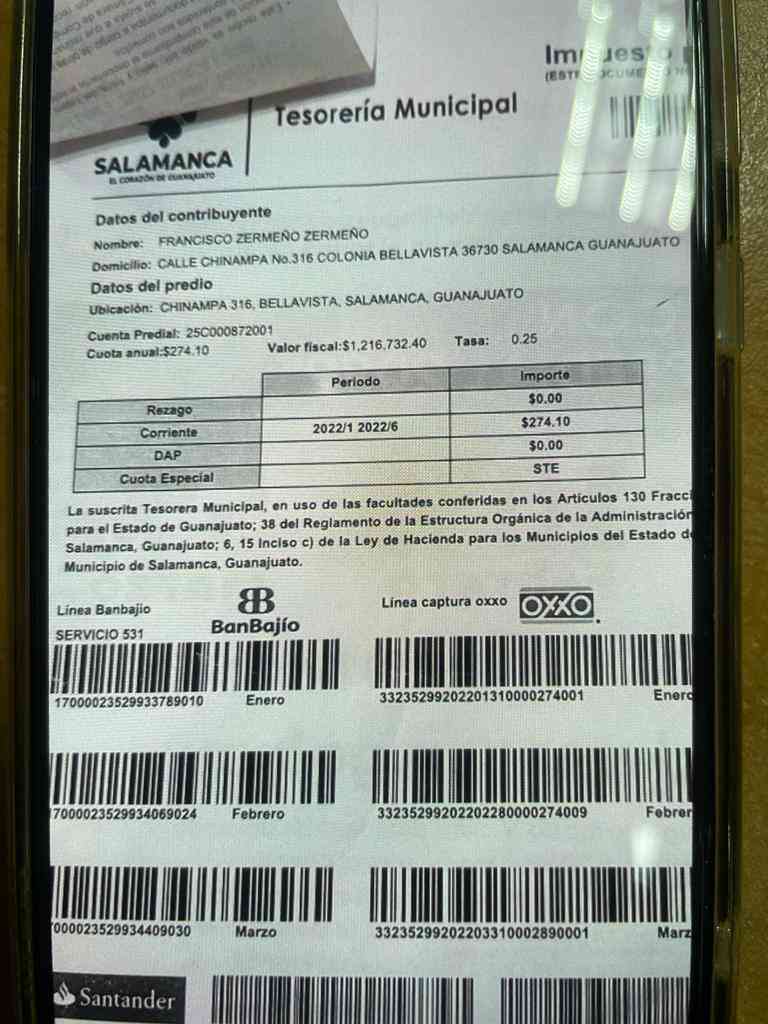 Tesorería Municipal
SALAMANCA
EL CORAZÓN DE GUANAJUATO
Datos del contribuyente
Nombre: FRANCISCO ZERMEÑO ZERMEÑO
Domicilio: CALLE CHINAMPA No.316 COLONIA BELLAVISTA 36730 SALAMANCA GUANAJUATO
Datos del predio
Ubicación: CHINAMPA 316, BELLAVISTA, SALAMANCA, GUANAJUATO
Cuenta Predial: 25C000872001
Cuota anual:$274.10 Valor fiscal:$1,216,732.40 Tasa: 0.25
Periodo Importe
Rezago $0.00
Corriente 2022/1 2022/6 $274.10
DAP $0.00
Cuota Especial STE
La suscrita Tesorera Municipal, en uso de las facultades conferidas en los Artículos 130 Fracci
para el Estado de Guanajuato; 38 del Reglamento de la Estructura Orgánica de la Administración
Salamanca, Guanajuato; 6, 15 Inciso c) de la Ley de Hacienda para los Municipios del Estado d
Municipio de Salamanca, Guanajuato.
Línea Banbajio BanBajío Línea captura oxxo OXXO
SERVICIO 531
17000023529933789010 Enero 33235299202201310000274001 Enero
7000023529934069024 Febrero 33235299202202280000274009 Febrer
000023529934409030 Marzo 33235299202203310002890001 Marz
Santander